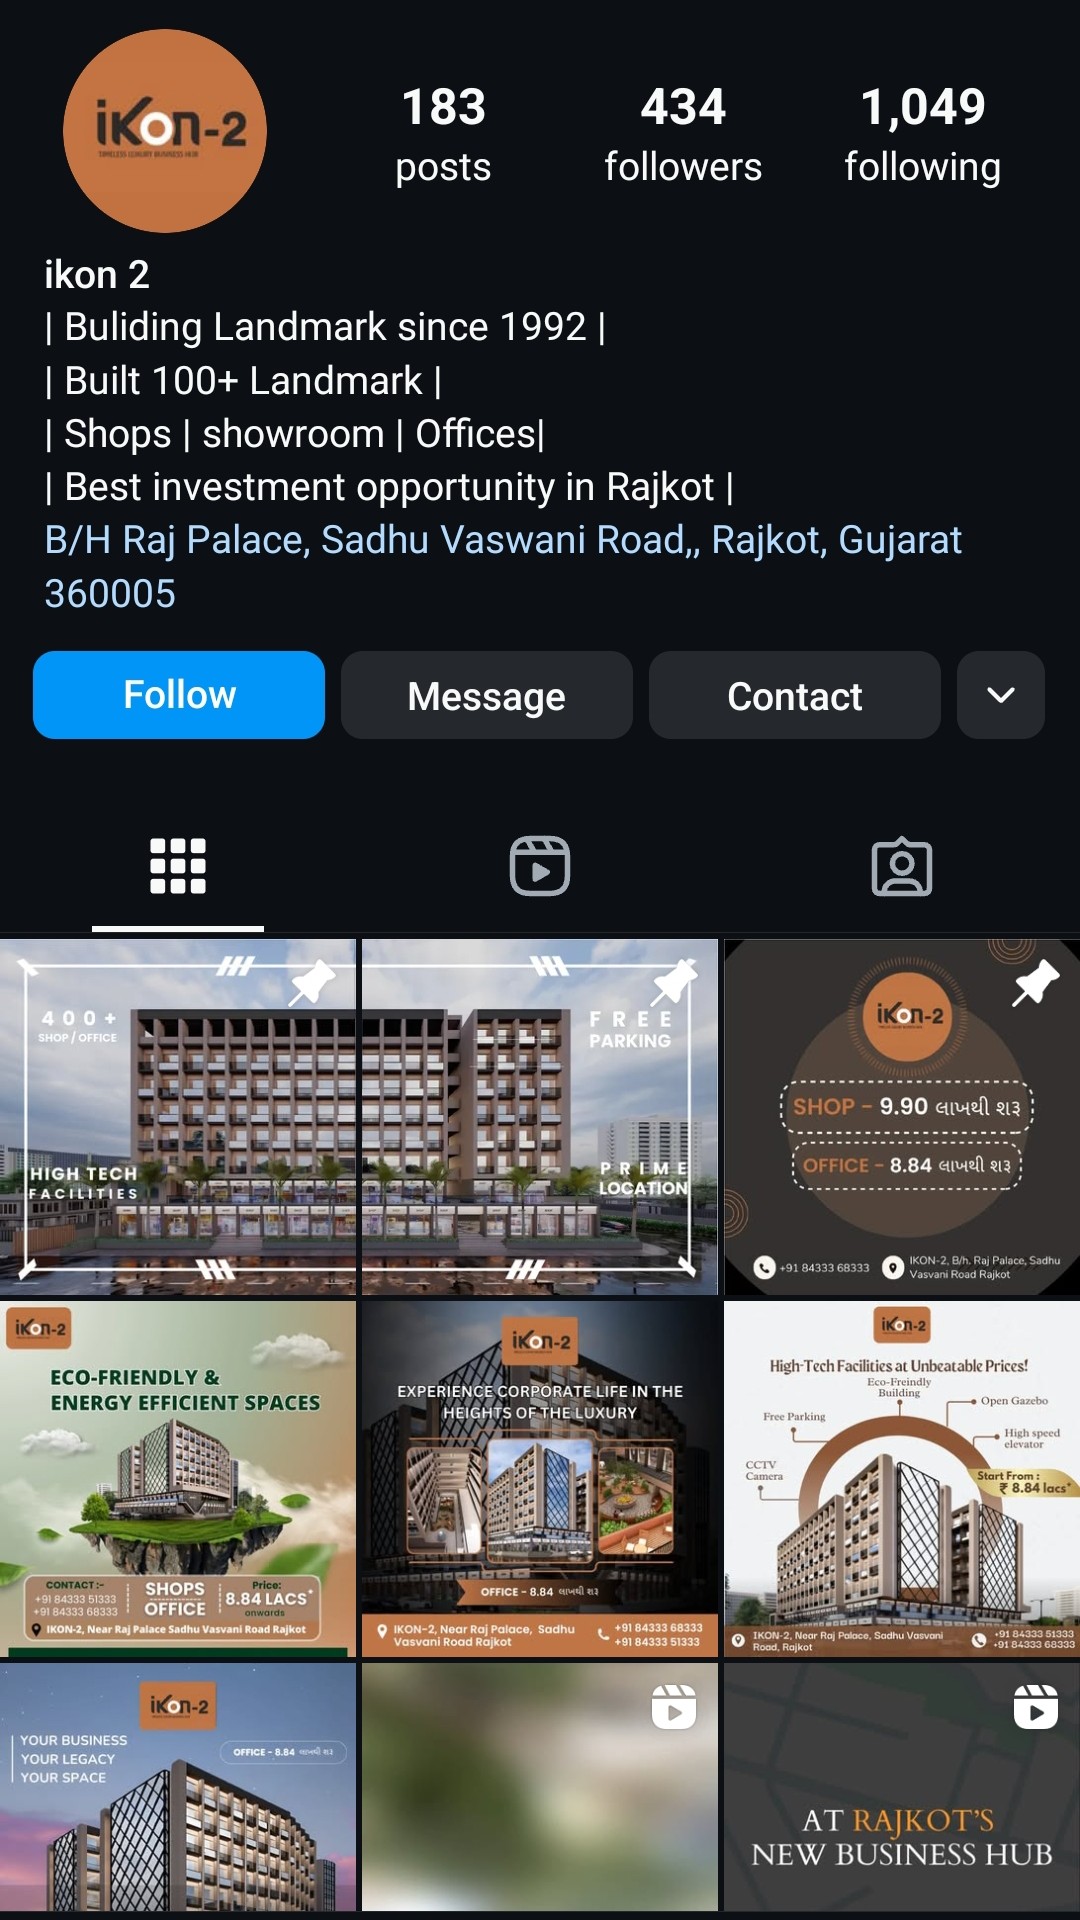 iKon-2
TIMELESS LUXURY BUSINESS HUB
183 434 1,049
posts followers following
ikon 2
| Buliding Landmark since 1992 |
| Built 100+ Landmark |
| Shops | showroom | Offices|
| Best investment opportunity in Rajkot |
B/H Raj Palace, Sadhu Vaswani Road,, Rajkot, Gujarat
360005
Follow Message Contact
400+
SHOP / OFFICE
HIGH TECH
FACILITIES
FREE
PARKING
PRIME
LOCATION
iKon-2
SHOP - 9.90 લાખથી શરૂ
OFFICE - 8.84 લાખથી શરૂ
+91 84333 68333
IKON-2, B/h. Raj Palace, Sadhu
Vasvani Road Rajkot
iKon-2
ECO-FRIENDLY &
ENERGY EFFICIENT SPACES
CONTACT :-
+91 84333 51333
+91 84333 68333
SHOPS
OFFICE
Price:
8.84 LACS*
onwards
IKON-2, Near Raj Palace Sadhu Vasvani Road Rajkot
iKon-2
EXPERIENCE CORPORATE LIFE IN THE
HEIGHTS OF THE LUXURY
OFFICE - 8.84 લાખથી શરૂ
IKON-2, Near Raj Palace, Sadhu
Vasvani Road Rajkot
+91 84333 68333
+91 84333 51333
iKon-2
High-Tech Facilities at Unbeatable Prices!
Eco-Freindly
Building
Free Parking
Open Gazebo
High speed
elevator
CCTV
Camera
Start From :
₹ 8.84 lacs*
IKON-2, Near Raj Palace, Sadhu Vasvani
Road, Rajkot
+91 84333 51333
+91 84333 68333
iKon-2
YOUR BUSINESS
YOUR LEGACY
YOUR SPACE
OFFICE - 8.84 લાખથી શરૂ
AT RAJKOT'S
NEW BUSINESS HUB